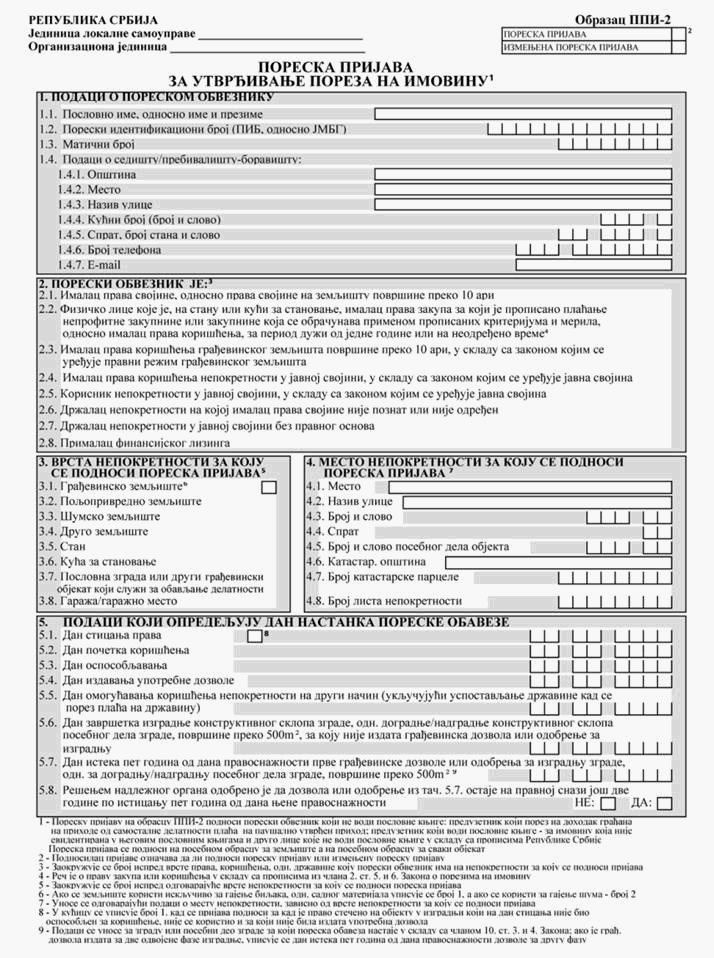 РЕПУБЛИКА СРБИЈА
Јединица локалне самоуправе
Организациона јединица
Образац ППИ-2
ПОРЕСКА ПРИЈАВА
2
ИЗМЕЊЕНА ПОРЕСКА ПРИЈАВА
ПОРЕСКА ПРИЈАВА
ЗА УТВРЂИВАЊЕ ПОРЕЗА НА ИМОВИНУ¹
1. ПОДАЦИ О ПОРЕСКОМ ОБВЕЗНИКУ
1.1. Пословно име, односно име и презиме
1.2. Порески идентификациони број (ПИБ, односно ЈМБГ)
1.3. Матични број
1.4. Подаци о седишту/пребивалишту-боравишту:
1.4.1. Општина
1.4.2. Место
1.4.3. Назив улице
1.4.4. Кућни број (број и слово)
1.4.5. Спрат, број стана и слово
1.4.6. Број телефона
1.4.7. E-mail
2. ПОРЕСКИ ОБВЕЗНИК ЈЕ:³
2.1. Ималац права својине, односно права својине на земљишту површине преко 10 ари
2.2. Физичко лице које је, на стану или кући за становање, ималац права закупа за који је прописано плаћање
непрофитне закупнине или закупнина која се обрачунава применом прописаних критеријума и мерила,
односно ималац права коришћења, за период дужи од једне године или на неодређено време⁴
2.3. Ималац права коришћења грађевинског земљишта површине преко 10 ари, у складу са законом којим се
уређује правни режим грађевинског земљишта
2.4. Ималац права коришћења непокретности у јавној својини, у складу са законом којим се уређује јавна својина
2.5. Корисник непокретности у јавној својини, у складу са законом којим се уређује јавна својина
2.6. Држалац непокретности на којој ималац права својине није познат или није одређен
2.7. Држалац непокретности у јавној својини без правног основа
2.8. Прималац финансијског лизинга
3. ВРСТА НЕПОКРЕТНОСТИ ЗА КОЈУ
СЕ ПОДНОСИ ПОРЕСКА ПРИЈАВА⁵
3.1. Грађевинско земљиште⁶
3.2. Пољопривредно земљиште
3.3. Шумско земљиште
3.4. Друго земљиште
3.5. Стан
3.6. Кућа за становање
3.7. Пословна зграда или други грађевински
објекат који служи за обављање делатности
3.8. Гаража/гаражно место
4. МЕСТО НЕПОКРЕТНОСТИ ЗА КОЈУ СЕ ПОДНОСИ
ПОРЕСКА ПРИЈАВА ⁷
4.1. Место
4.2. Назив улице
4.3. Број и слово
4.4. Спрат
4.5. Број и слово посебног дела објекта
4.6. Катастар. општина
4.7. Број катастарске парцеле
4.8. Број листа непокретности
5. ПОДАЦИ КОЈИ ОПРЕДЕЉУЈУ ДАН НАСТАНКА ПОРЕСКЕ ОБАВЕЗЕ
5.1. Дан стицања права ⁸
5.2. Дан почетка коришћења
5.3. Дан оспособљавања
5.4. Дан издавања употребне дозволе
5.5. Дан омогућавања коришћења непокретности на други начин (укључујући успостављање државине кад се
порез плаћа на државину)
5.6. Дан завршетка изградње конструктивног склопа зграде, одн. доградње/надградње конструктивног склопа
посебног дела зграде, површине преко 500m², за коју није издата грађевинска дозвола или одобрење за
изградњу
5.7. Дан истека пет година од дана правоснажности прве грађевинске дозволе или одобрења за изградњу зграде,
одн. за доградњу/надградњу посебног дела зграде, површине преко 500m² ⁹
5.8. Решењем надлежног органа одобрено је да дозвола или одобрење из тач. 5.7. остаје на правној снази још две
године по истицању пет година од дана њене правоснажности НЕ: ДА:
1 - Пореску пријаву на обрасцу ППИ-2 подноси порески обвезник који не води пословне књиге: предузетник који порез на доходак грађана
на приходе од самосталне делатности плаћа на паушално утврђен приход; предузетник који води пословне књиге - за имовину која није
евидентирана у његовим пословним књигама и друго лице које не води пословне књиге у складу са прописима Републике Србије
Пореска пријава се подноси на посебном обрасцу за земљиште а на посебном обрасцу за сваки објекат
2 - Подносилац пријаве означава да ли подноси пореску пријаву или измењену пореску пријаву
3 - Заокружује се број испред врсте права, коришћења, одн. државине коју порески обвезник има на непокретности за коју се подноси пријава
4 - Реч је о праву закупа или коришћења у складу са прописима из члана 2. ст. 5. и 6. Закона о порезима на имовину
5 - Заокружује се број испред одговарајуће врсте непокретности за коју се подноси пореска пријава
6 - Ако се земљиште користи искључиво за гајење биљака, одн. садног материјала уписује се број 1, а ако се користи за гајење шума - број 2
7 - Уносе се одговарајући подаци о месту непокретности, зависно од врсте непокретности за коју се подноси пријава
8 - У кућицу се уписује број 1. кад се пријава подноси за кад је право стечено на објекту у изградњи који на дан стицања није био
оспособљен за коришћење, није се користио и за који није била издата употребна дозвола
9 - Подаци се уносе за зграду или посебни део зграде за који пореска обавеза настаје у складу са чланом 10. ст. 3. и 4. Закона; ако је грађ.
дозвола издата за две одвојене фазе изградње, уписује се дан истека пет година од дана правоснажности дозволе за другу фазу